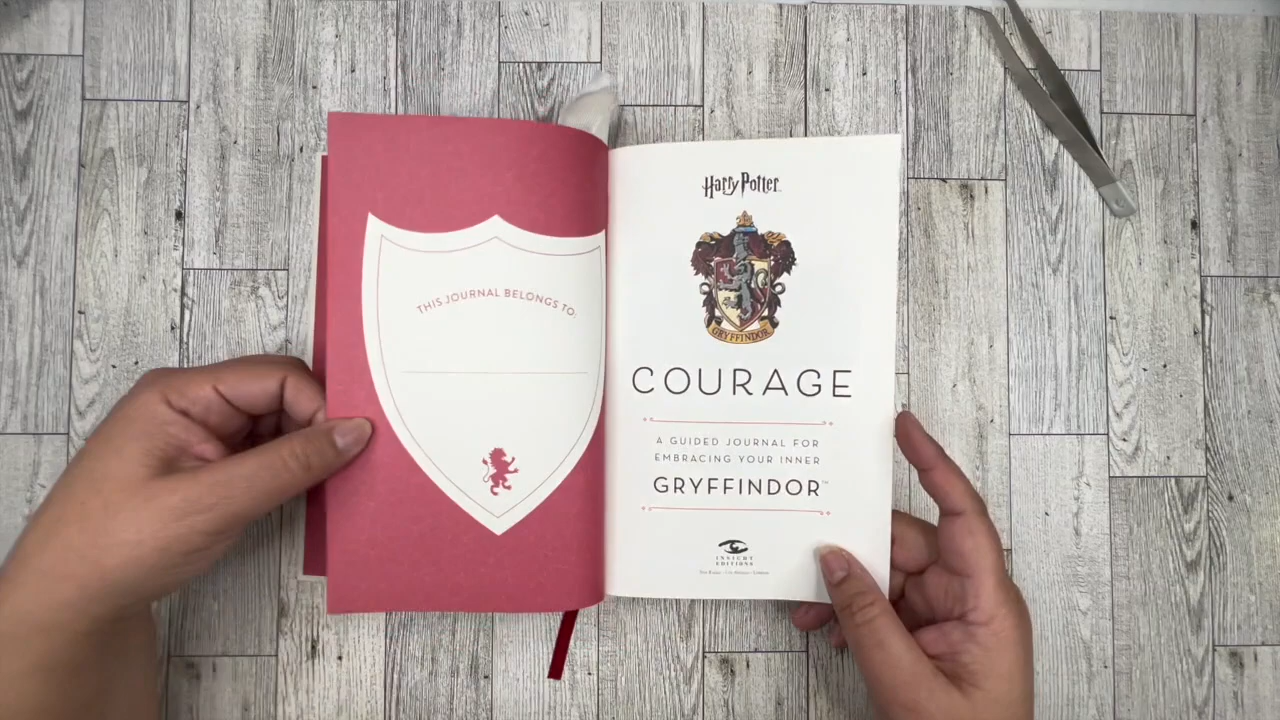 THIS JOURNAL BELONGS TO:
Harry Potter
GRYFFINDOR
COURAGE
A GUIDED JOURNAL FOR
EMBRACING YOUR INNER
GRYFFINDOR™
INSIGHT
EDITIONS